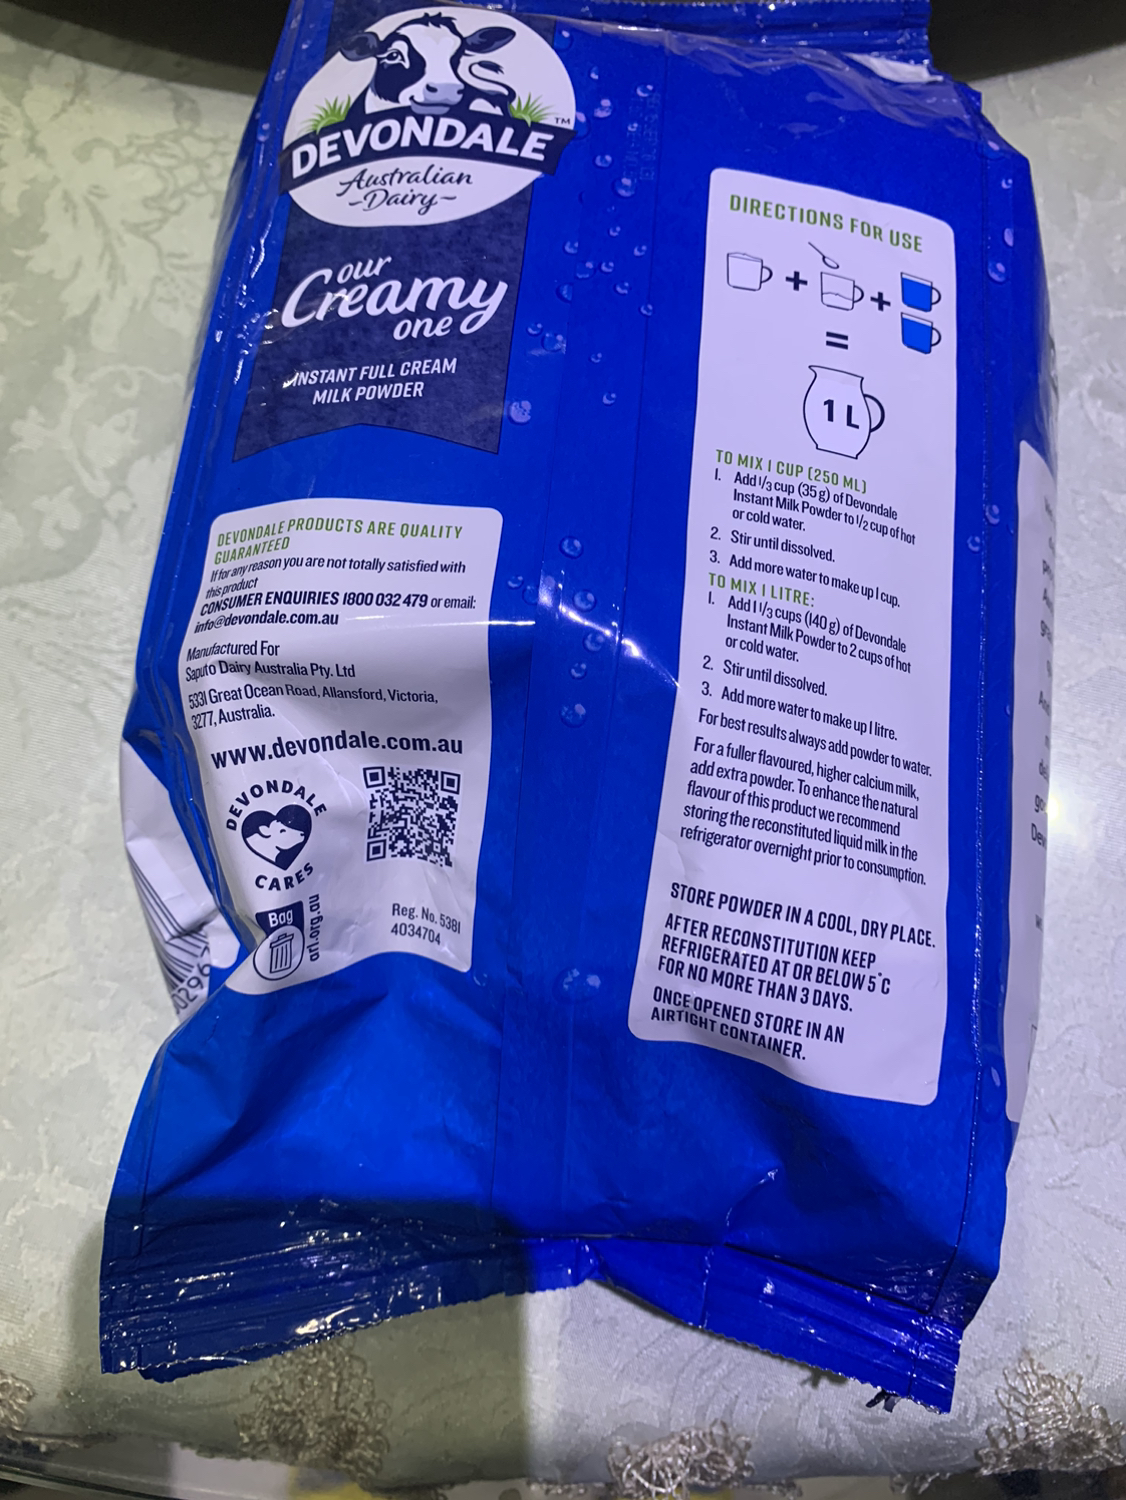 DEVONDALE
TM
Australian
-Dairy-
our
Creamy
one
INSTANT FULL CREAM
MILK POWDER
DEVONDALE PRODUCTS ARE QUALITY
GUARANTEED
If for any reason you are not totally satisfied with
this product
CONSUMER ENQUIRIES 1800 032 479 or email:
info@devondale.com.au
Manufactured For
Saputo Dairy Australia Pty. Ltd
5331 Great Ocean Road, Allansford, Victoria,
3277, Australia.
www.devondale.com.au
DEVONDALE
CARES
Bag
arl.org.au
Reg. No. 5381
4034704
DIRECTIONS FOR USE
+ +
=
1 L
TO MIX 1 CUP (250 ML)
1. Add 1/3 cup (35 g) of Devondale
Instant Milk Powder to 1/2 cup of hot
or cold water.
2. Stir until dissolved.
3. Add more water to make up 1 cup.
TO MIX 1 LITRE:
1. Add 1 1/3 cups (140 g) of Devondale
Instant Milk Powder to 2 cups of hot
or cold water.
2. Stir until dissolved.
3. Add more water to make up 1 litre.
For best results always add powder to water.
For a fuller flavoured, higher calcium milk,
add extra powder. To enhance the natural
flavour of this product we recommend
storing the reconstituted liquid milk in the
refrigerator overnight prior to consumption.
STORE POWDER IN A COOL, DRY PLACE.
AFTER RECONSTITUTION KEEP
REFRIGERATED AT OR BELOW 5°C
FOR NO MORE THAN 3 DAYS.
ONCE OPENED STORE IN AN
AIRTIGHT CONTAINER.